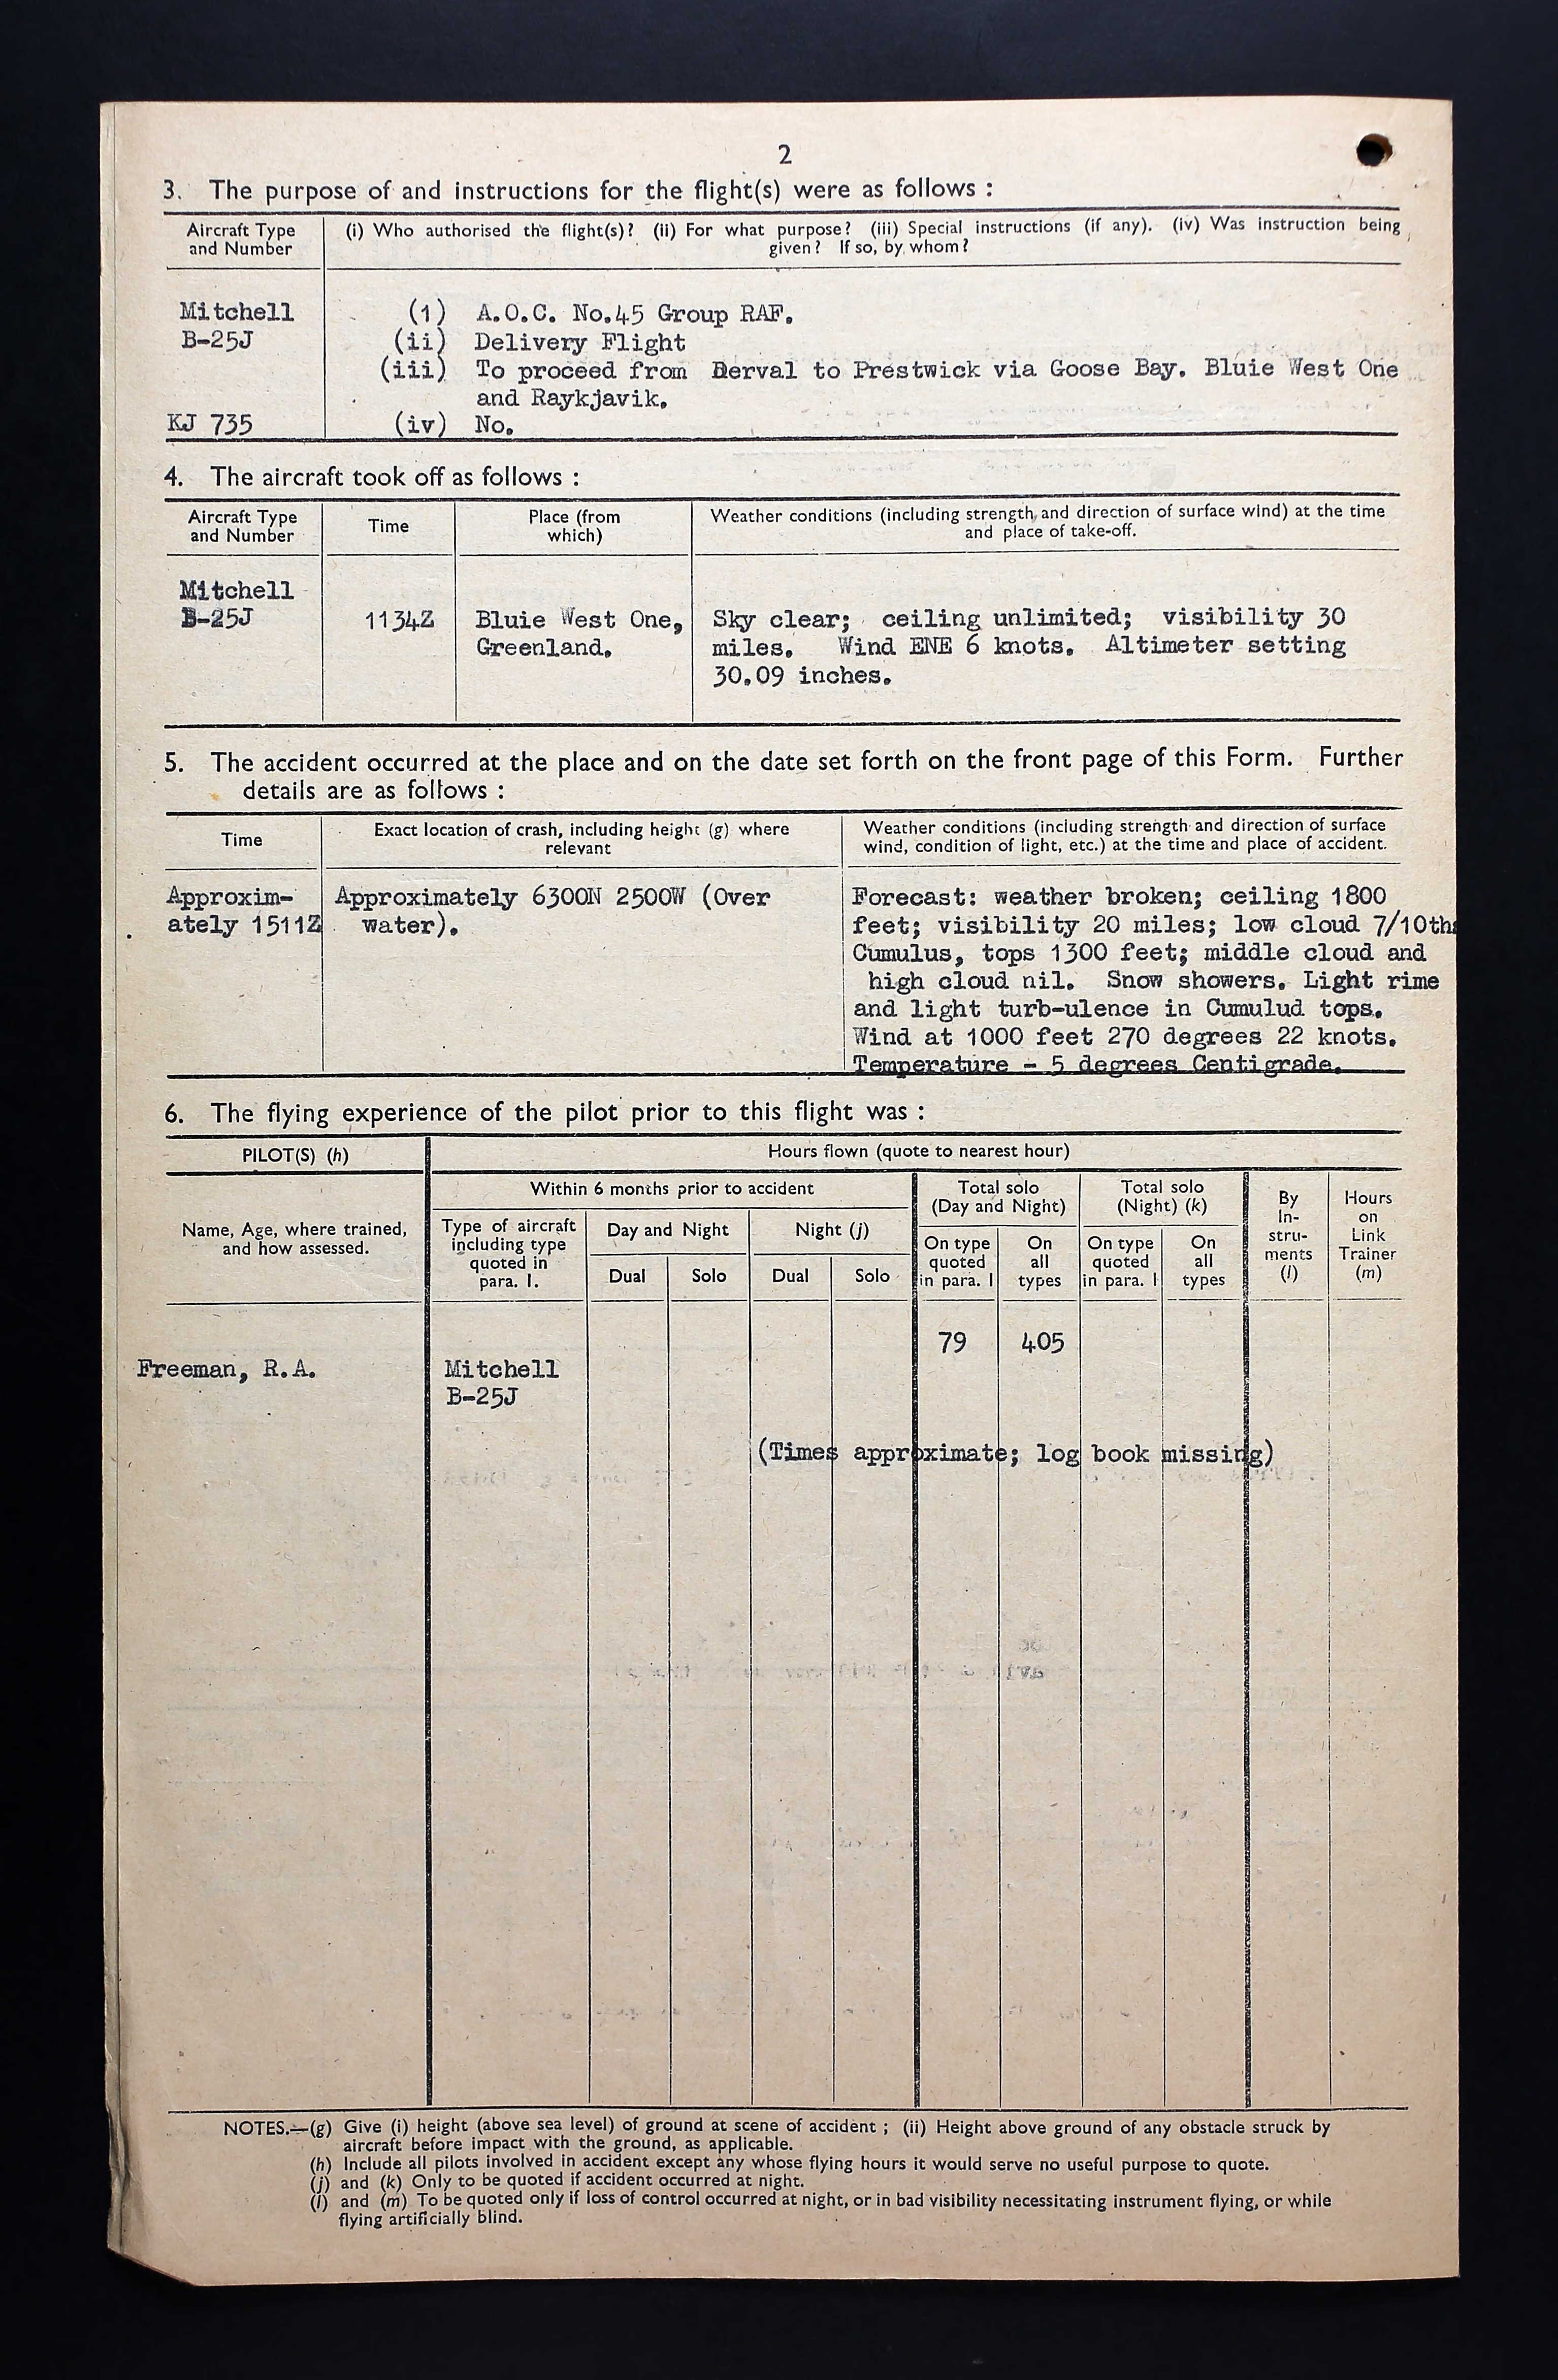 2
3. The purpose of and instructions for the flight(s) were as follows :
Aircraft Type
and Number
(i) Who authorised the flight(s)? (ii) For what purpose? (iii) Special instructions (if any). (iv) Was instruction being
given? If so, by whom?
Mitchell
B-25J
KJ 735
(1) A.O.C. No.45 Group RAF.
(ii) Delivery Flight
(iii) To proceed from Derval to Prestwick via Goose Bay. Bluie West One
and Raykjavik.
(iv) No.
4. The aircraft took off as follows :
Aircraft Type
and Number
Time
Place (from
which)
Weather conditions (including strength and direction of surface wind) at the time
and place of take-off.
Mitchell
B-25J
1134Z
Bluie West One,
Greenland.
Sky clear; ceiling unlimited; visibility 30
miles. Wind ENE 6 knots. Altimeter setting
30.09 inches.
5. The accident occurred at the place and on the date set forth on the front page of this Form. Further
details are as follows :
Time
Exact location of crash, including height (g) where
relevant
Weather conditions (including strength and direction of surface
wind, condition of light, etc.) at the time and place of accident.
Approxim-
ately 1511Z
Approximately 6300N 2500W (Over
water).
Forecast: weather broken; ceiling 1800
feet; visibility 20 miles; low cloud 7/10ths
Cumulus, tops 1300 feet; middle cloud and
high cloud nil. Snow showers. Light rime
and light turb-ulence in Cumulud tops.
Wind at 1000 feet 270 degrees 22 knots.
Temperature - 5 degrees Centigrade.
6. The flying experience of the pilot prior to this flight was :
PILOT(S) (h)
Hours flown (quote to nearest hour)
Name, Age, where trained,
and how assessed.
Within 6 months prior to accident
Type of aircraft
including type
quoted in
para. 1.
Day and Night
Dual
Solo
Night (j)
Dual
Solo
Total solo
(Day and Night)
On type
quoted
in para. 1
On
all
types
Total solo
(Night) (k)
On type
quoted
in para. 1
On
all
types
By
In-
stru-
ments
(l)
Hours
on
Link
Trainer
(m)
79
405
Freeman, R.A.
Mitchell
B-25J
(Times approximate; log book missing)
NOTES.—(g) Give (i) height (above sea level) of ground at scene of accident ; (ii) Height above ground of any obstacle struck by
aircraft before impact with the ground, as applicable.
(h) Include all pilots involved in accident except any whose flying hours it would serve no useful purpose to quote.
(j) and (k) Only to be quoted if accident occurred at night.
(l) and (m) To be quoted only if loss of control occurred at night, or in bad visibility necessitating instrument flying, or while
flying artificially blind.